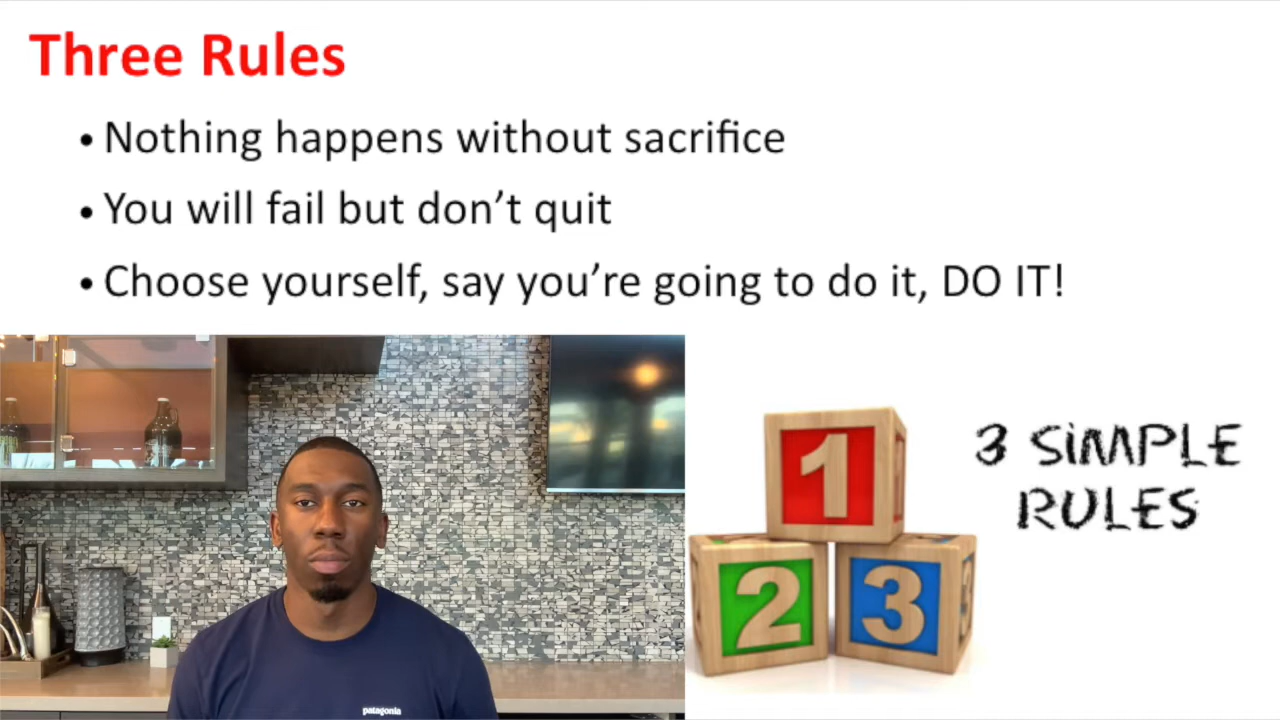 Three Rules
• Nothing happens without sacrifice
• You will fail but don’t quit
• Choose yourself, say you’re going to do it, DO IT!
3 SiMPLE
RULES
1
2
3
3
patagonia